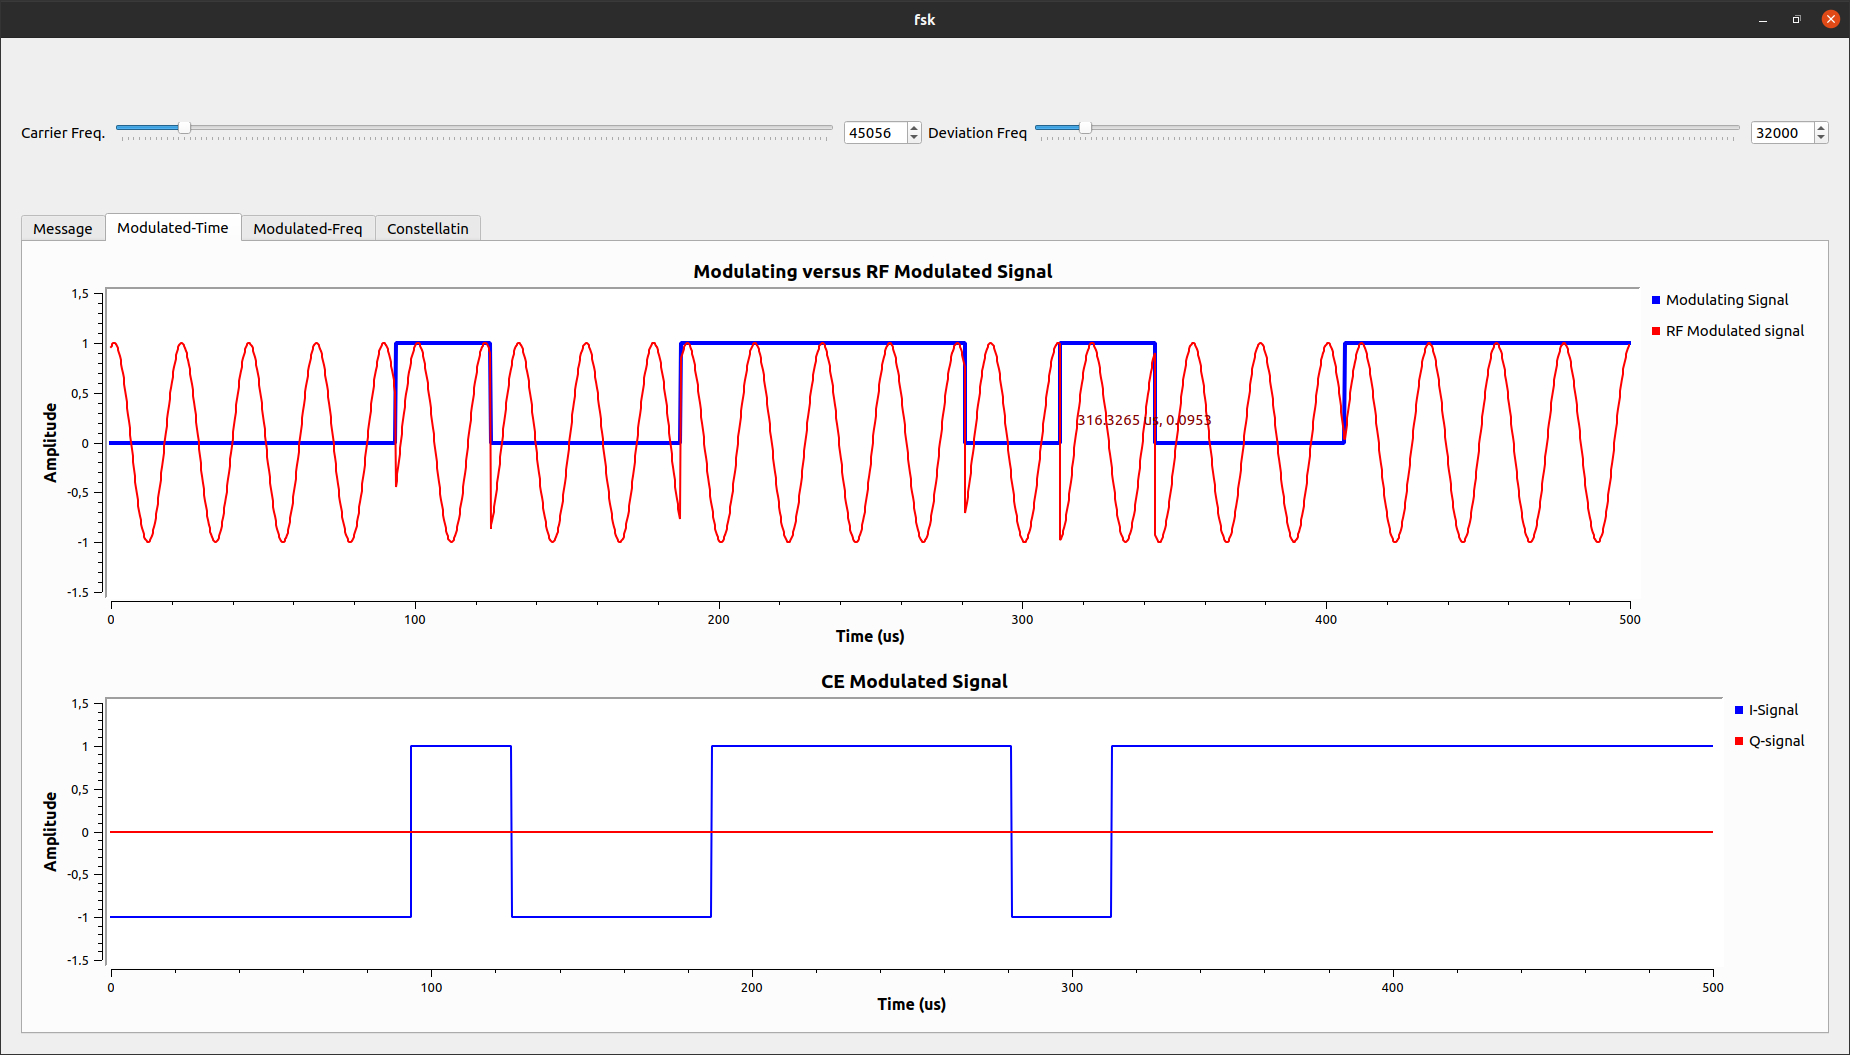 fsk
Carrier Freq.
45056
Deviation Freq
32000
Message
Modulated-Time
Modulated-Freq
Constellatin
Modulating versus RF Modulated Signal
1,5
1
0,5
0
-0,5
-1
-1.5
Amplitude
316.3265 us, 0.0953
0
100
200
300
400
500
Time (us)
Modulating Signal
RF Modulated signal
CE Modulated Signal
1,5
1
0,5
0
-0,5
-1
-1.5
Amplitude
0
100
200
300
400
500
Time (us)
I-Signal
Q-signal